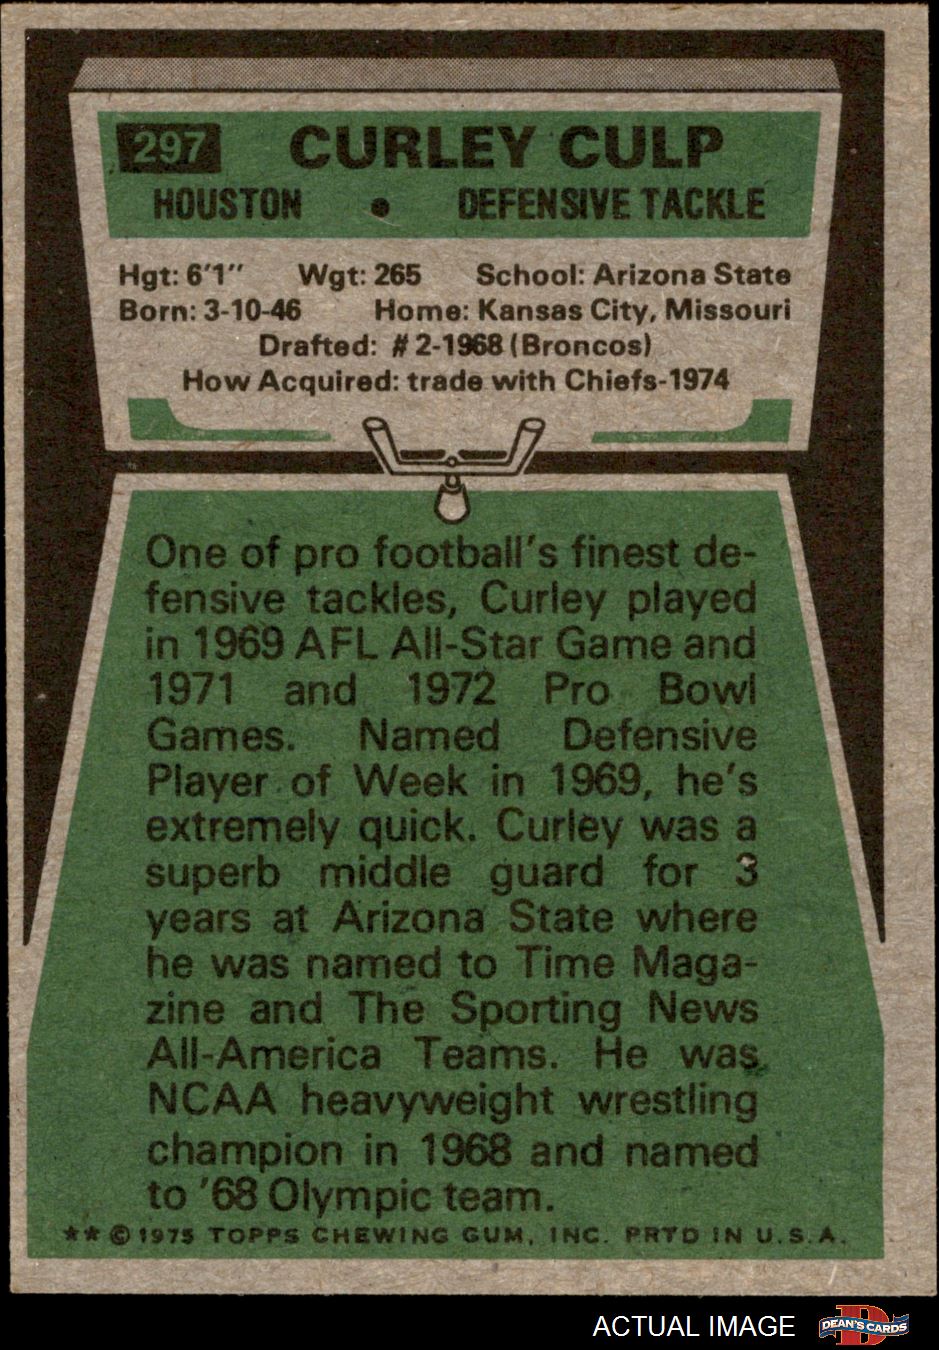 297 CURLEY CULP
HOUSTON • DEFENSIVE TACKLE
Hgt: 6'1" Wgt: 265 School: Arizona State
Born: 3-10-46 Home: Kansas City, Missouri
Drafted: #2-1968 (Broncos)
How Acquired: trade with Chiefs-1974
One of pro football's finest de-
fensive tackles, Curley played
in 1969 AFL All-Star Game and
1971 and 1972 Pro Bowl
Games. Named Defensive
Player of Week in 1969, he's
extremely quick. Curley was a
superb middle guard for 3
years at Arizona State where
he was named to Time Maga-
zine and The Sporting News
All-America Teams. He was
NCAA heavyweight wrestling
champion in 1968 and named
to '68 Olympic team.
** © 1975 TOPPS CHEWING GUM, INC. PRTD IN U.S.A.
ACTUAL IMAGE D DEAN'S CARDS